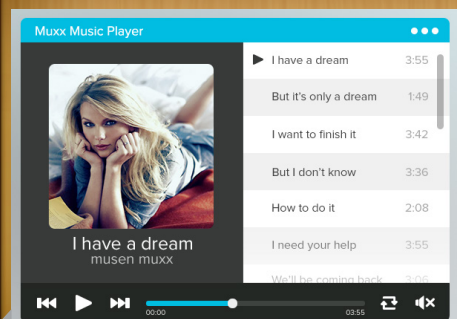 Muxx Music Player
I have a dream 3:55
But it's only a dream 1:49
I want to finish it 3:42
But I don't know 3:36
How to do it 2:08
I need your help 3:55
We'll be coming back 3:06
I have a dream
musen muxx
00:00 03:55